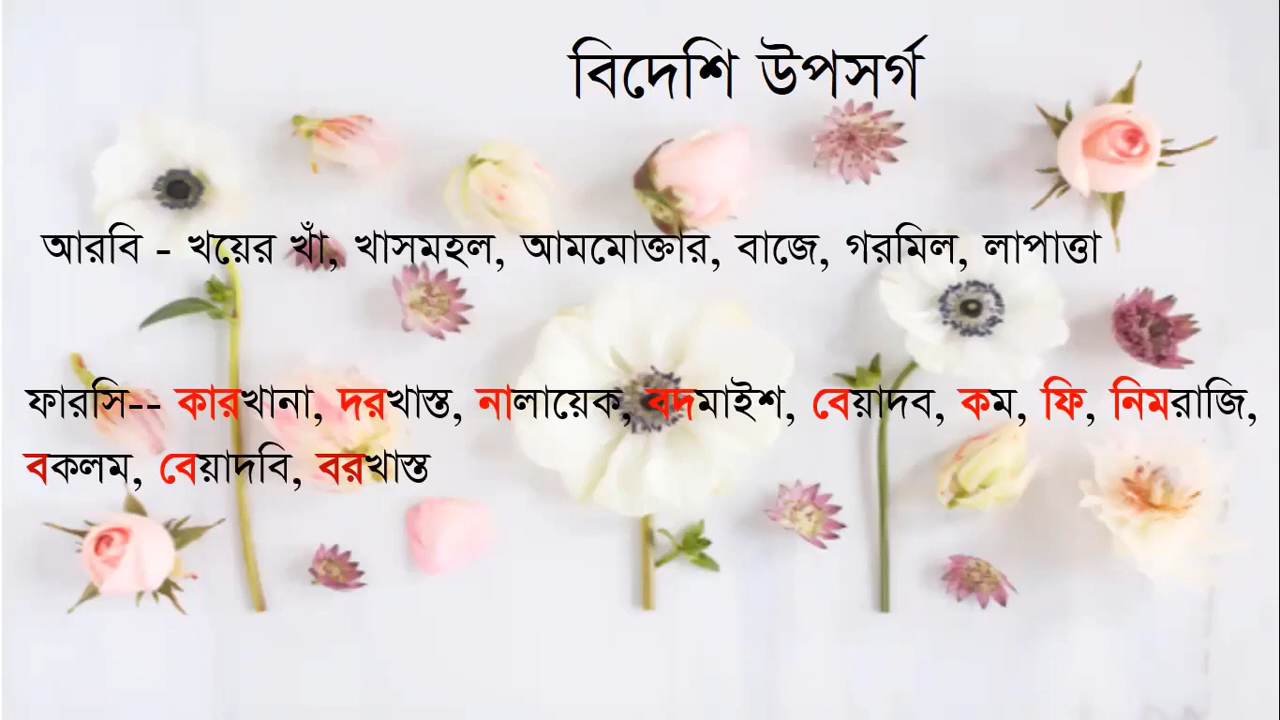 বিদেশি উপসর্গ
আরবি - খয়ের খাঁ, খাসমহল, আমমোক্তার, বাজে, গরমিল, লাপাত্তা
ফারসি-- কারখানা, দরখাস্ত, নালায়েক, বদমাইশ, বেয়াদব, কম, ফি, নিমরাজি,
বকলম, বেয়াদবি, বরখাস্ত